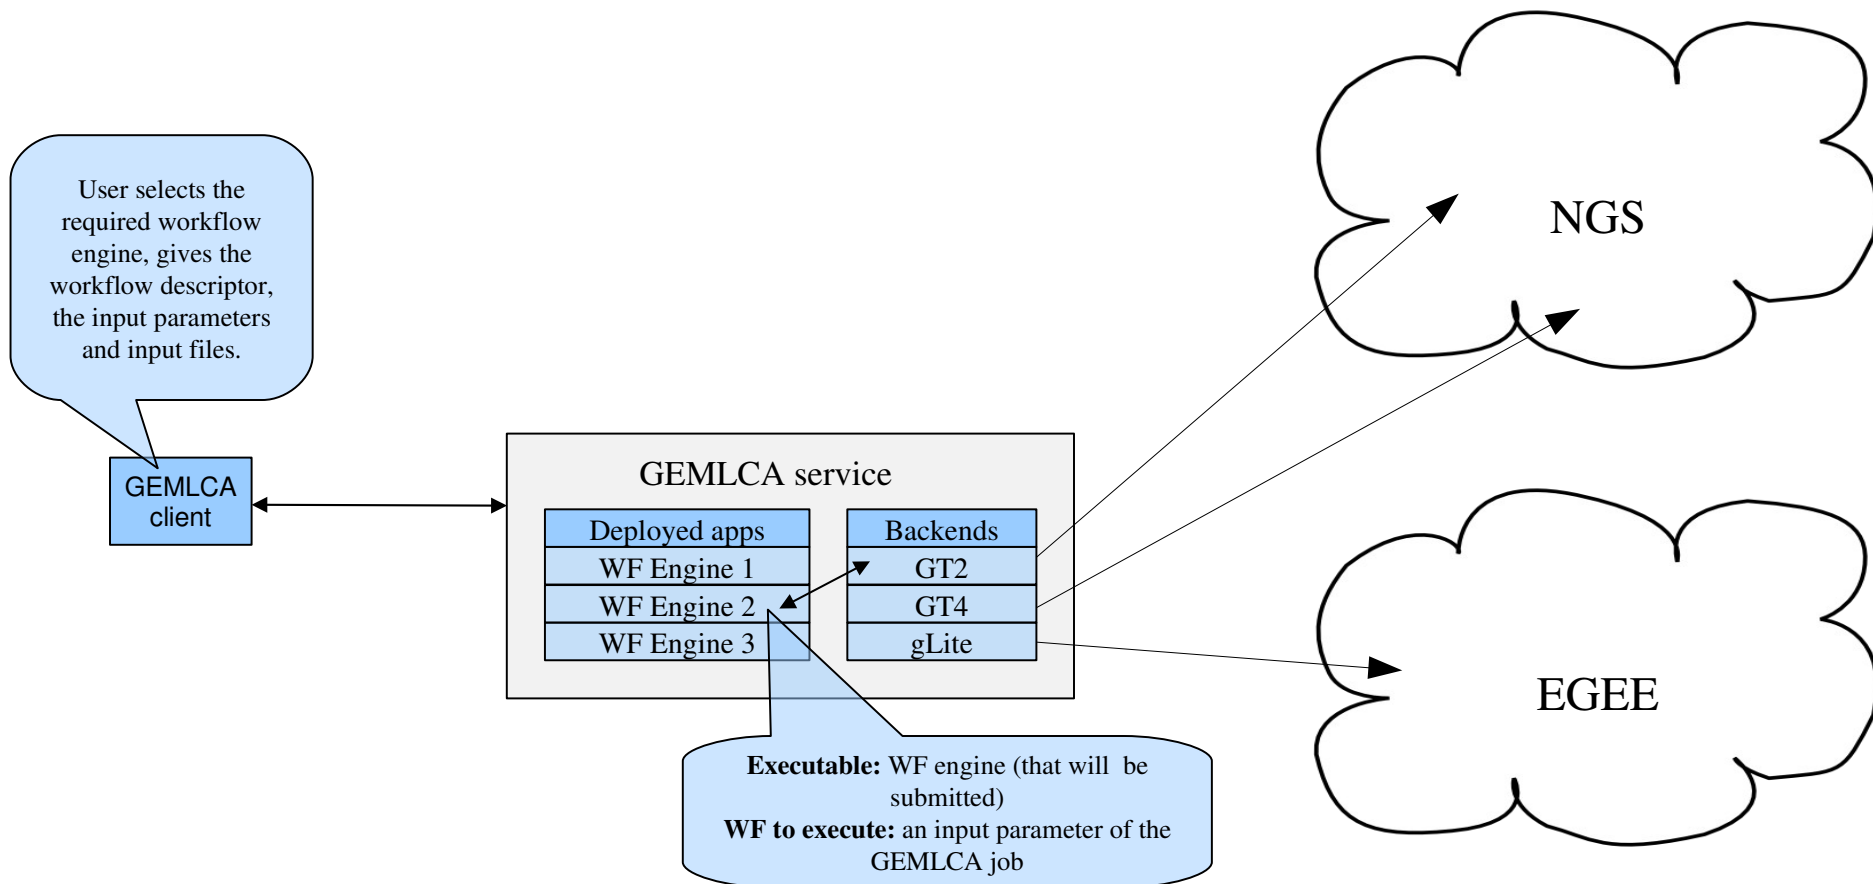 User selects the
required workflow
engine, gives the
workflow descriptor,
the input parameters
and input files.
GEMLCA
client
GEMLCA service
Deployed apps
WF Engine 1
WF Engine 2
WF Engine 3
Backends
GT2
GT4
gLite
Executable: WF engine (that will be
submitted)
WF to execute: an input parameter of the
GEMLCA job
NGS
EGEE